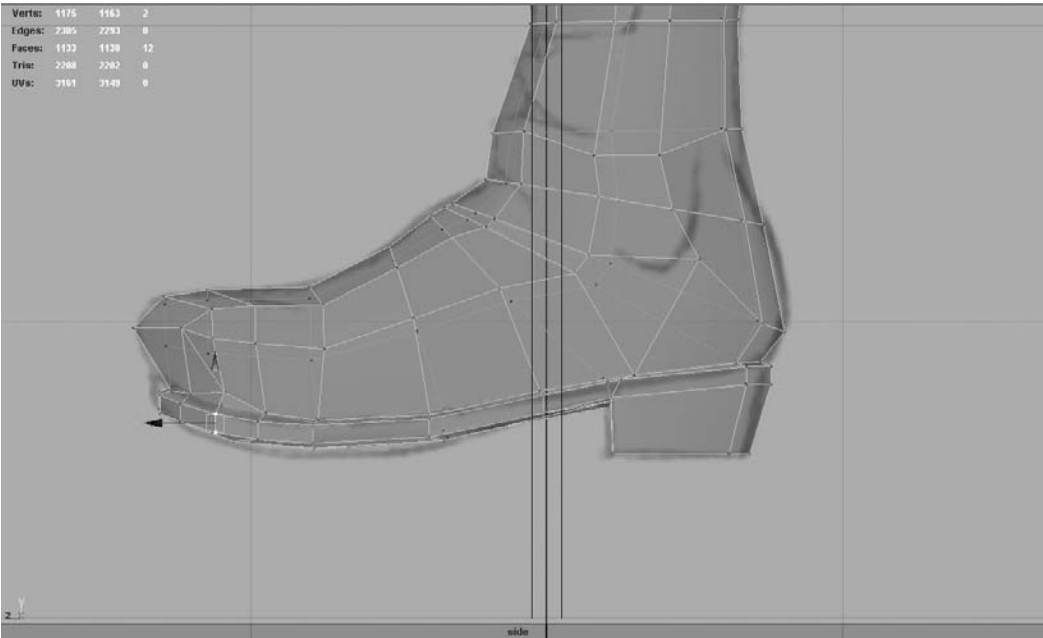 Verts: 1175 1163 2
Edges: 2305 2293 0
Faces: 1133 1130 12
Tris: 2208 2202 0
UVs: 3161 3149 0
Y
z
side